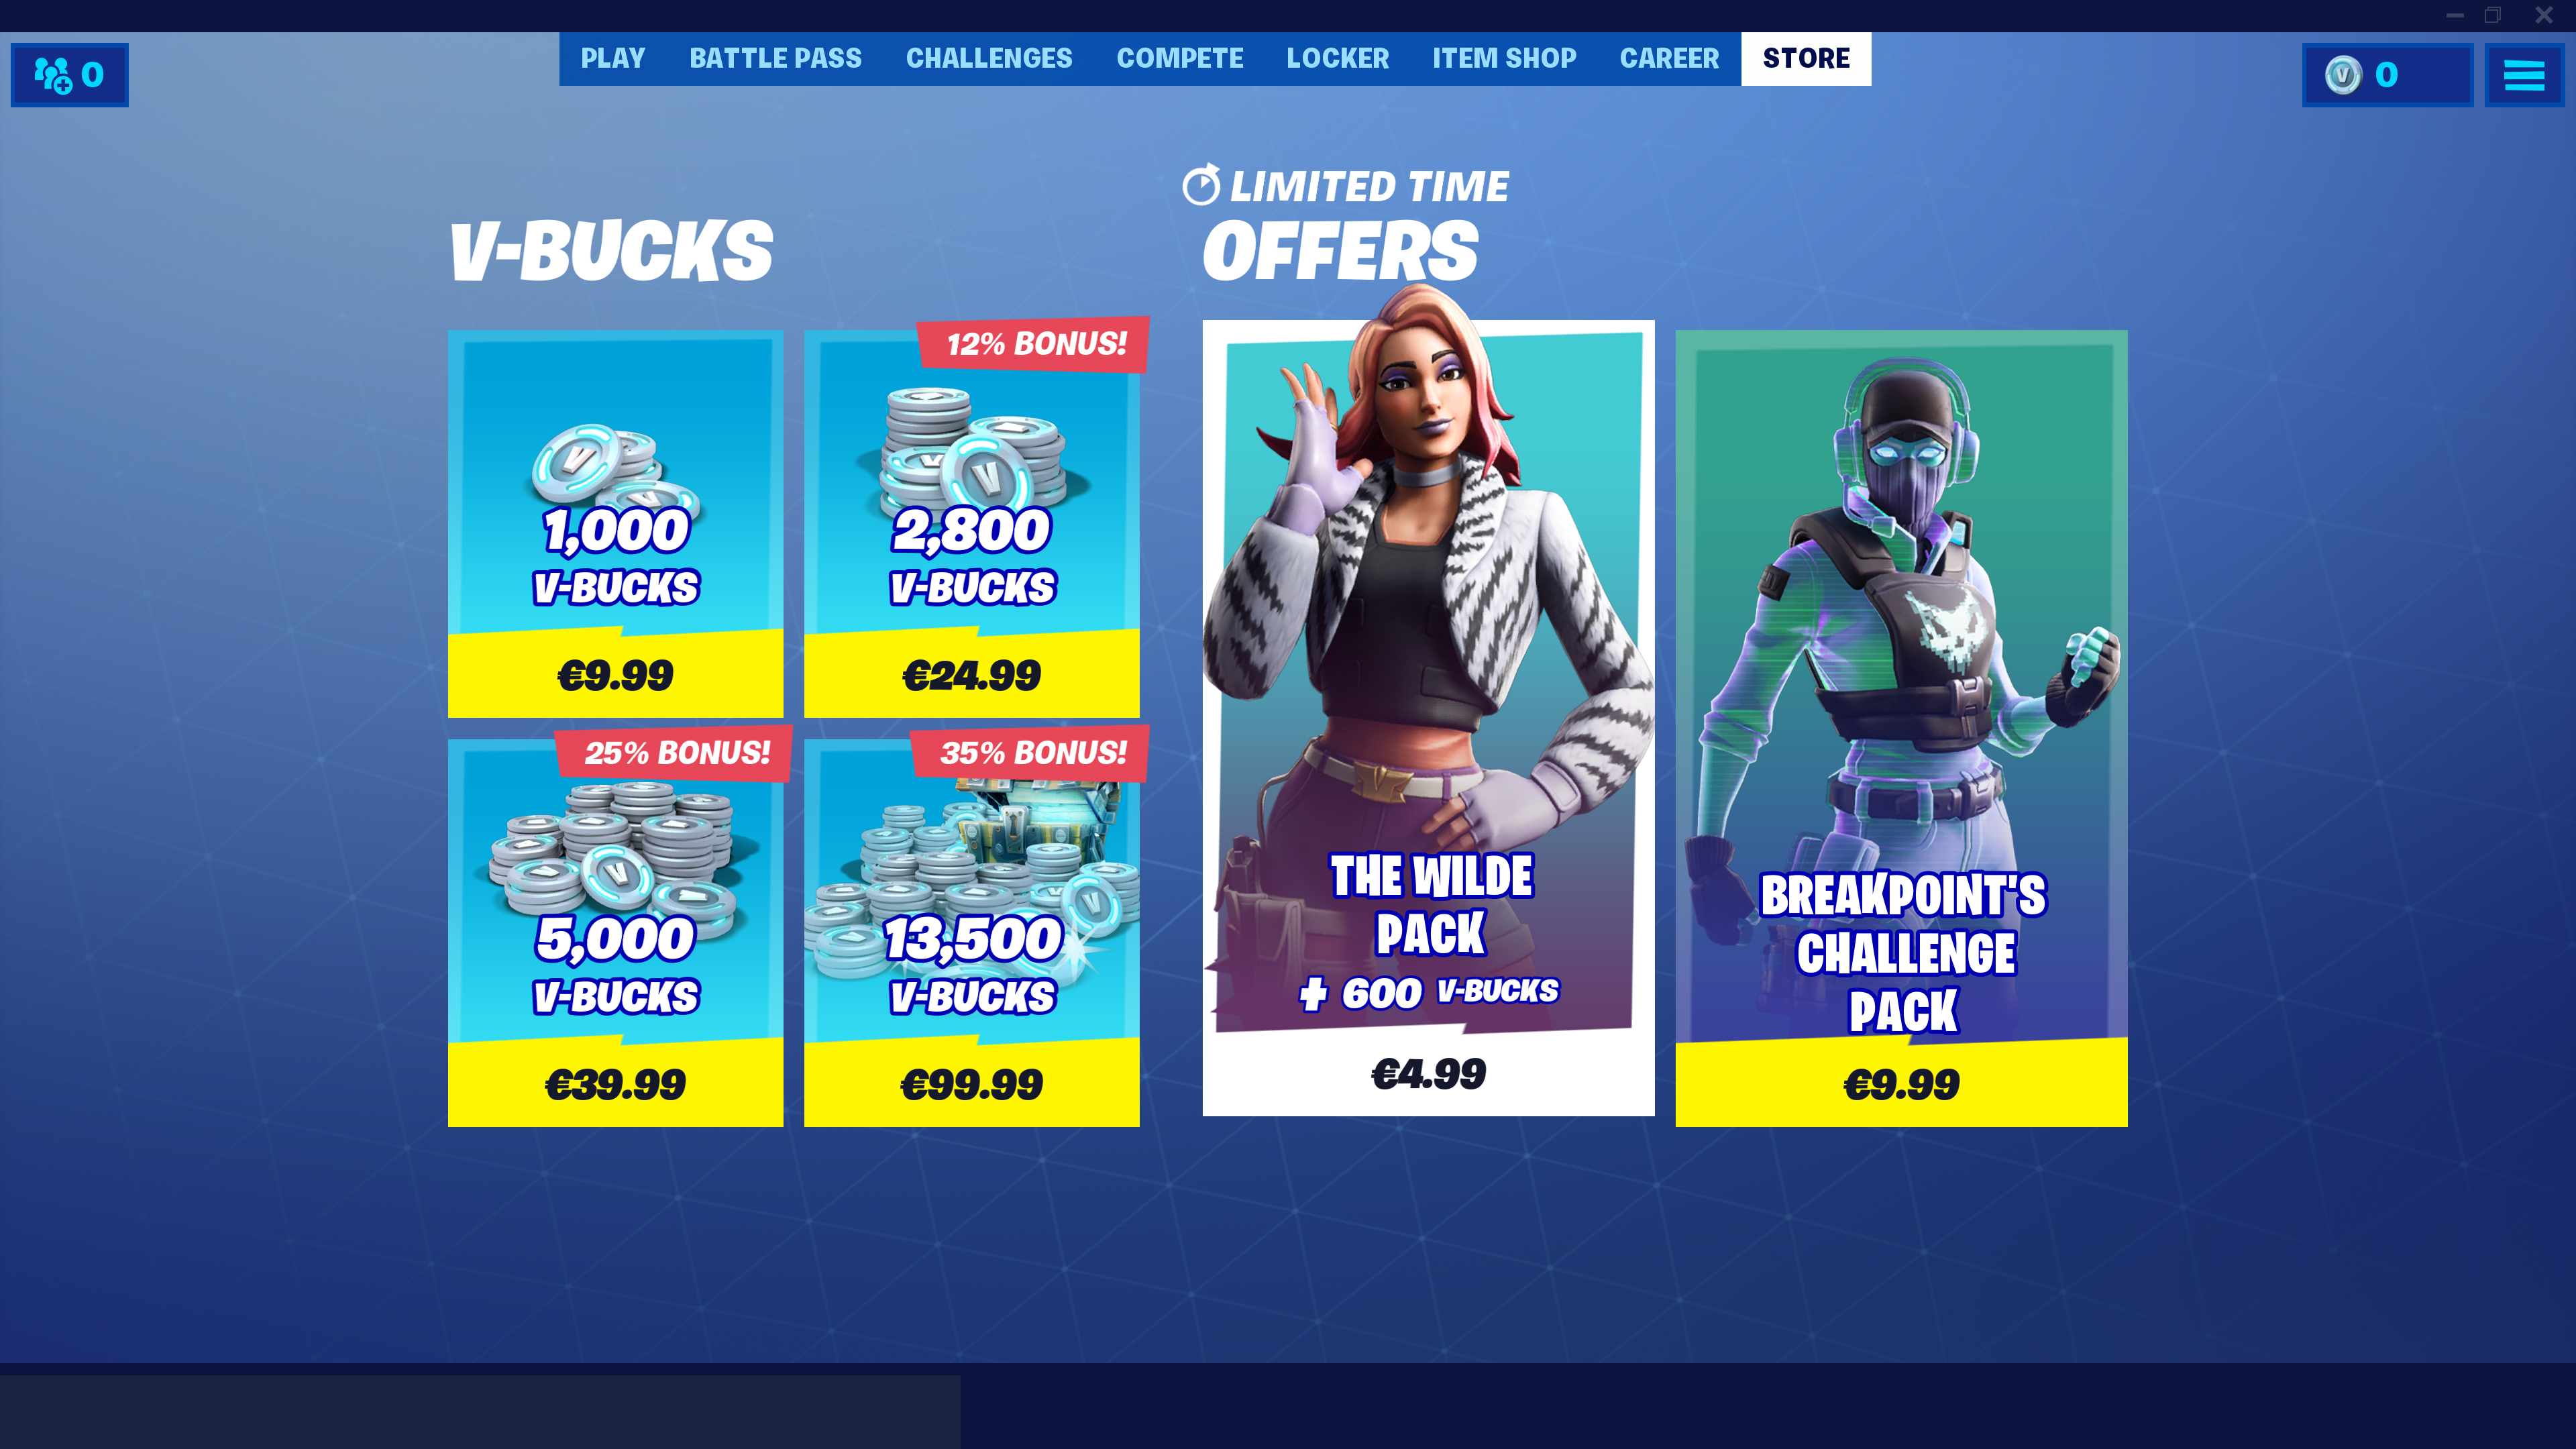 0
PLAY
BATTLE PASS
CHALLENGES
COMPETE
LOCKER
ITEM SHOP
CAREER
STORE
0
V-BUCKS
1,000
V-BUCKS
€9.99
12% BONUS!
2,800
V-BUCKS
€24.99
25% BONUS!
5,000
V-BUCKS
€39.99
35% BONUS!
13,500
V-BUCKS
€99.99
LIMITED TIME
OFFERS
THE WILDE
PACK
+ 600 V-BUCKS
€4.99
BREAKPOINT'S
CHALLENGE
PACK
€9.99